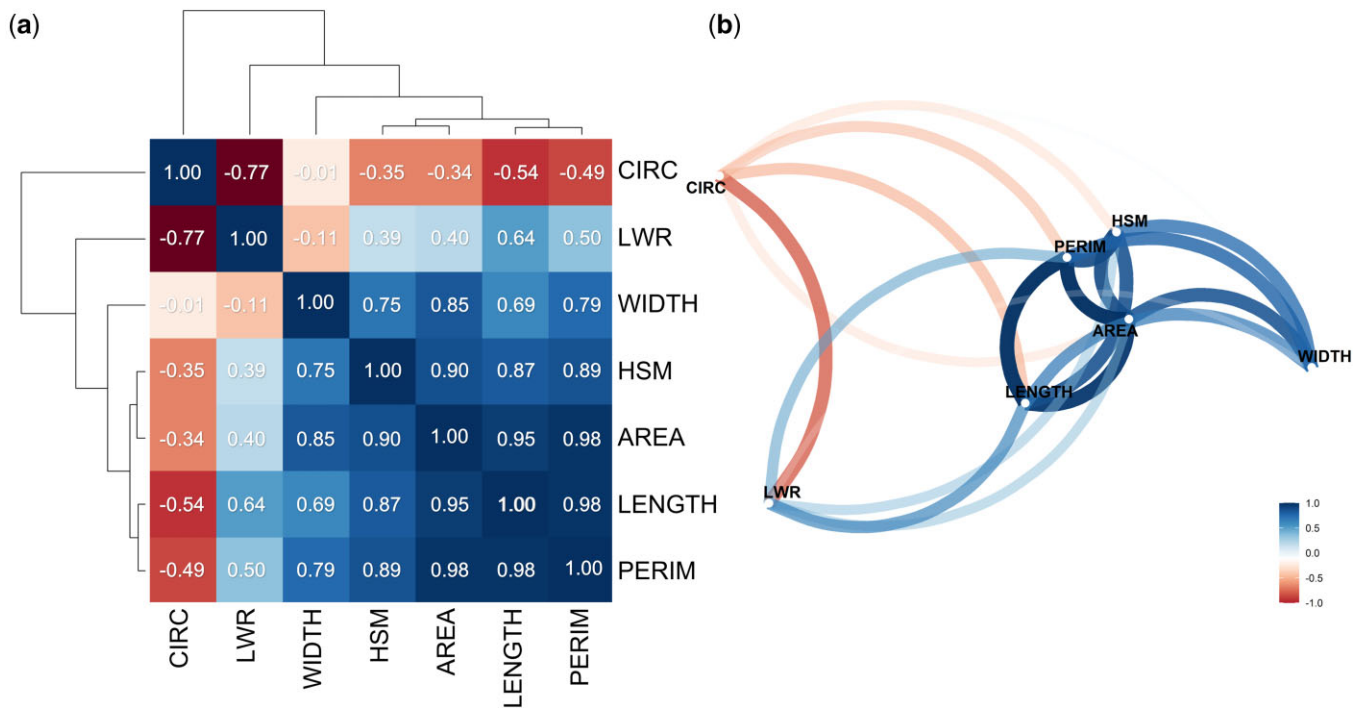 (a)
1.00 -0.77 -0.01 -0.35 -0.34 -0.54 -0.49 CIRC
-0.77 1.00 -0.11 0.39 0.40 0.64 0.50 LWR
-0.01 -0.11 1.00 0.75 0.85 0.69 0.79 WIDTH
-0.35 0.39 0.75 1.00 0.90 0.87 0.89 HSM
-0.34 0.40 0.85 0.90 1.00 0.95 0.98 AREA
-0.54 0.64 0.69 0.87 0.95 1.00 0.98 LENGTH
-0.49 0.50 0.79 0.89 0.98 0.98 1.00 PERIM
CIRC LWR WIDTH HSM AREA LENGTH PERIM
(b)
CIRC
HSM
PERIM
AREA
WIDTH
LENGTH
LWR
1.0
0.5
0.0
-0.5
-1.0